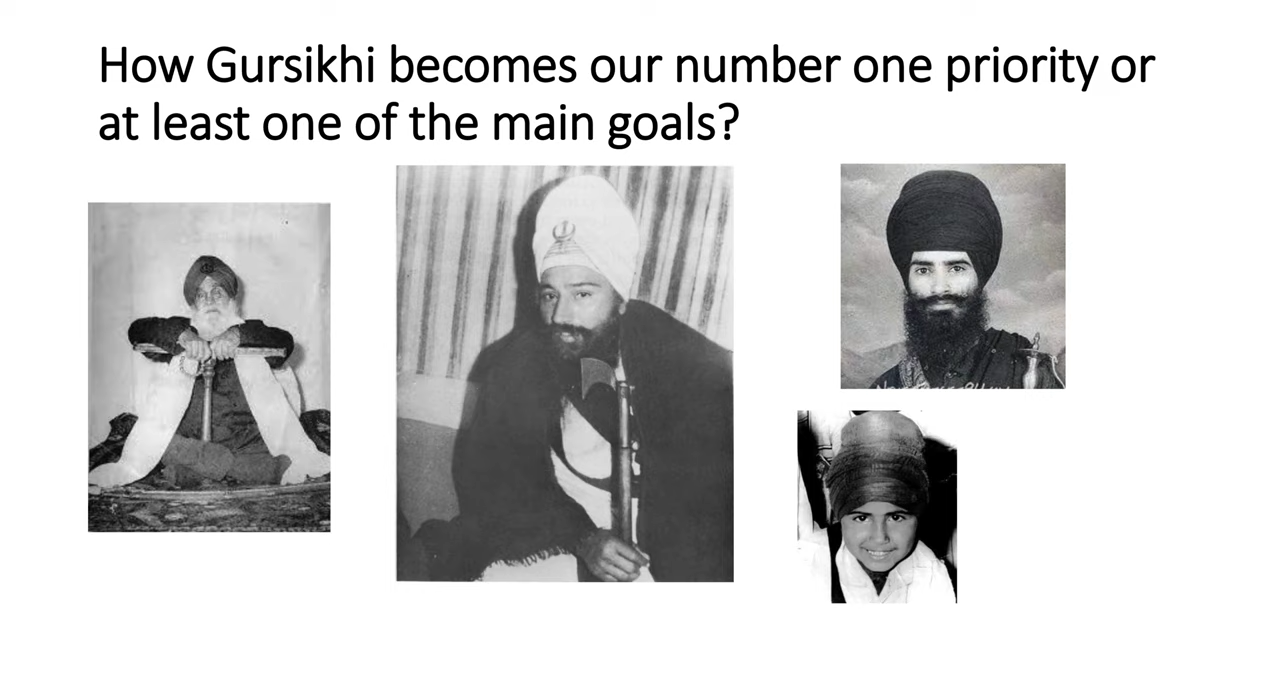 How Gursikhi becomes our number one priority or
at least one of the main goals?